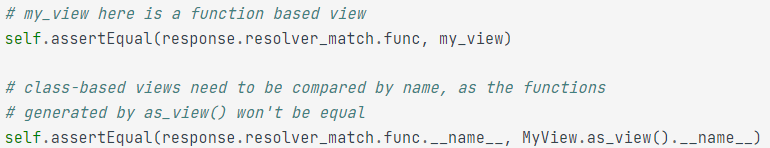 # my_view here is a function based view
self.assertEqual(response.resolver_match.func, my_view)
# class-based views need to be compared by name, as the functions
# generated by as_view() won't be equal
self.assertEqual(response.resolver_match.func.__name__, MyView.as_view().__name__)